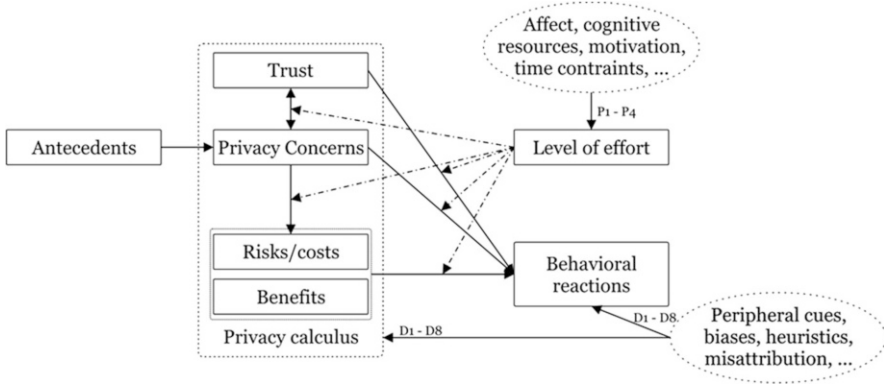 Affect, cognitive
resources, motivation,
time contraints, ...
Trust
P1 - P4
Antecedents
Privacy Concerns
Level of effort
Risks/costs
Behavioral
reactions
Benefits
Privacy calculus
D1 - D8
D1 - D8
Peripheral cues,
biases, heuristics,
misattribution, ...